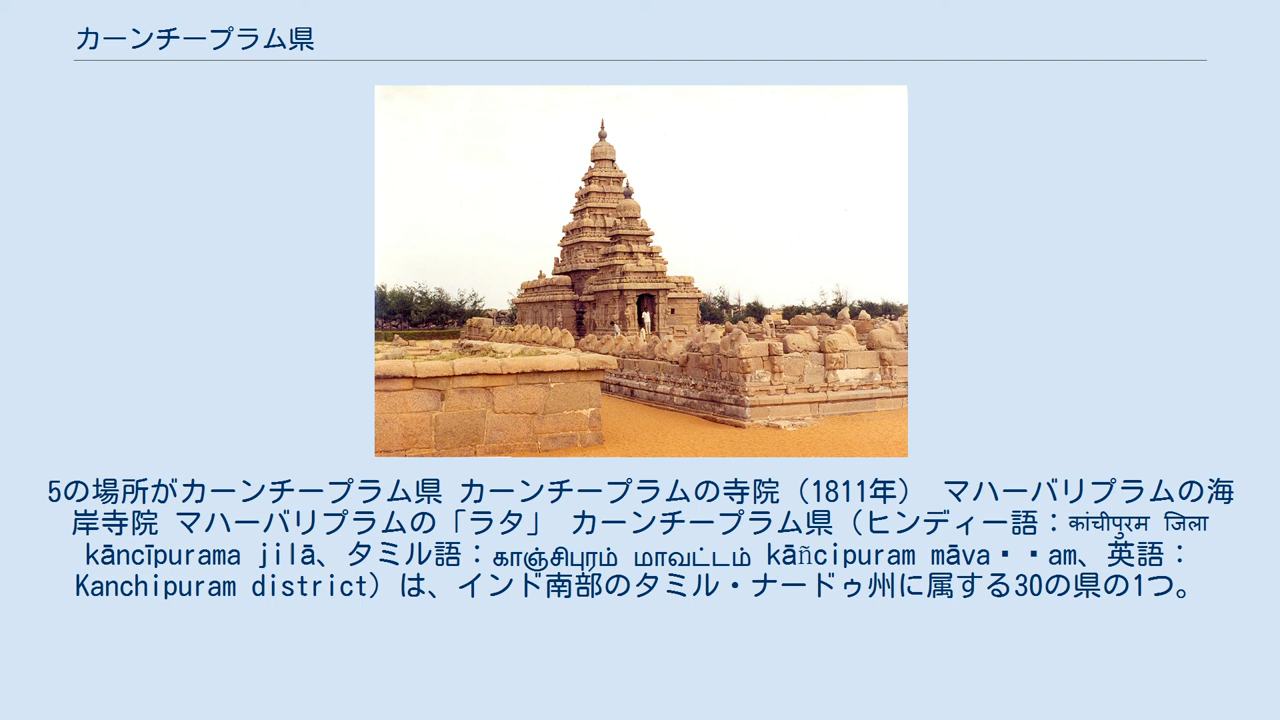 カーンチープラム県
5の場所がカーンチープラム県 カーンチープラムの寺院（1811年） マハーバリプラムの海
岸寺院 マハーバリプラムの「ラタ」 カーンチープラム県（ヒンディー語：कांचीपुरम जिला
kāncīpurama jilā、タミル語：காஞ்சிபுரம் மாவட்டம் kāñcipuram māva▪▪am、英語：
Kanchipuram district）は、インド南部のタミル・ナードゥ州に属する30の県の1つ。